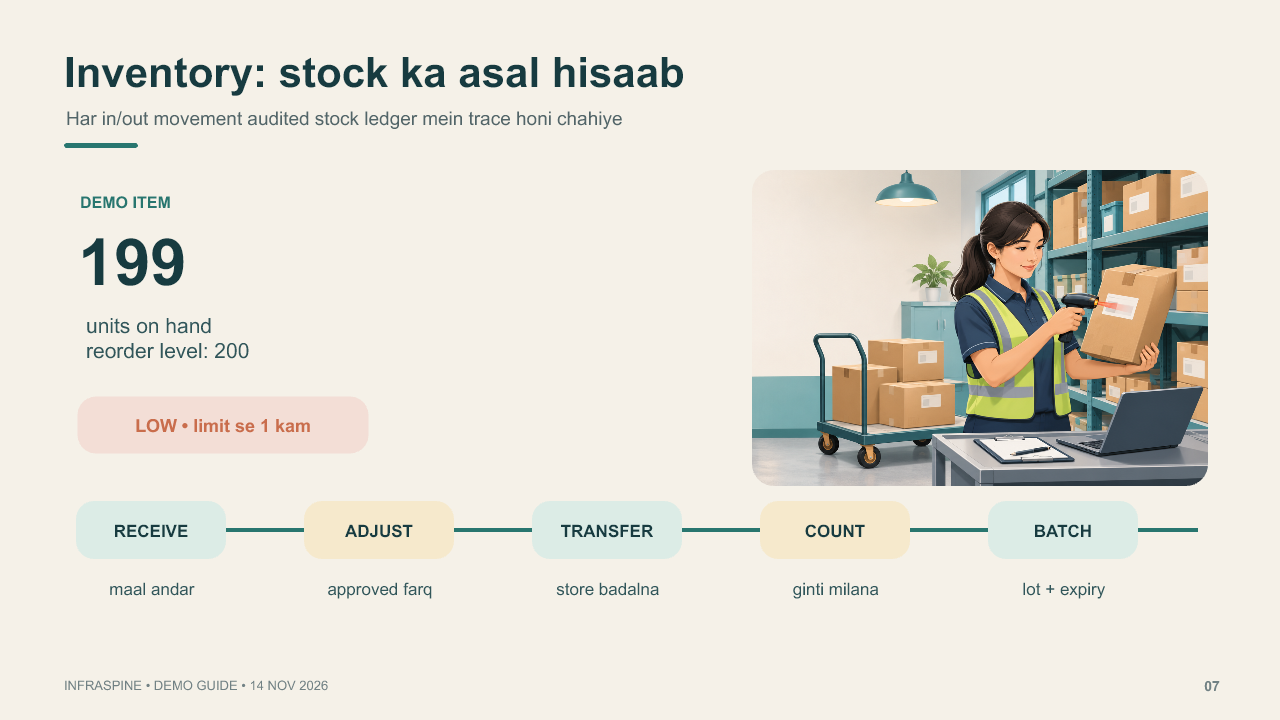 Inventory: stock ka asal hisaab
Har in/out movement audited stock ledger mein trace honi chahiye
DEMO ITEM
199
units on hand
reorder level: 200
LOW • limit se 1 kam
RECEIVE
maal andar
ADJUST
approved farq
TRANSFER
store badalna
COUNT
ginti milana
BATCH
lot + expiry
INFRASPINE • DEMO GUIDE • 14 NOV 2026
07